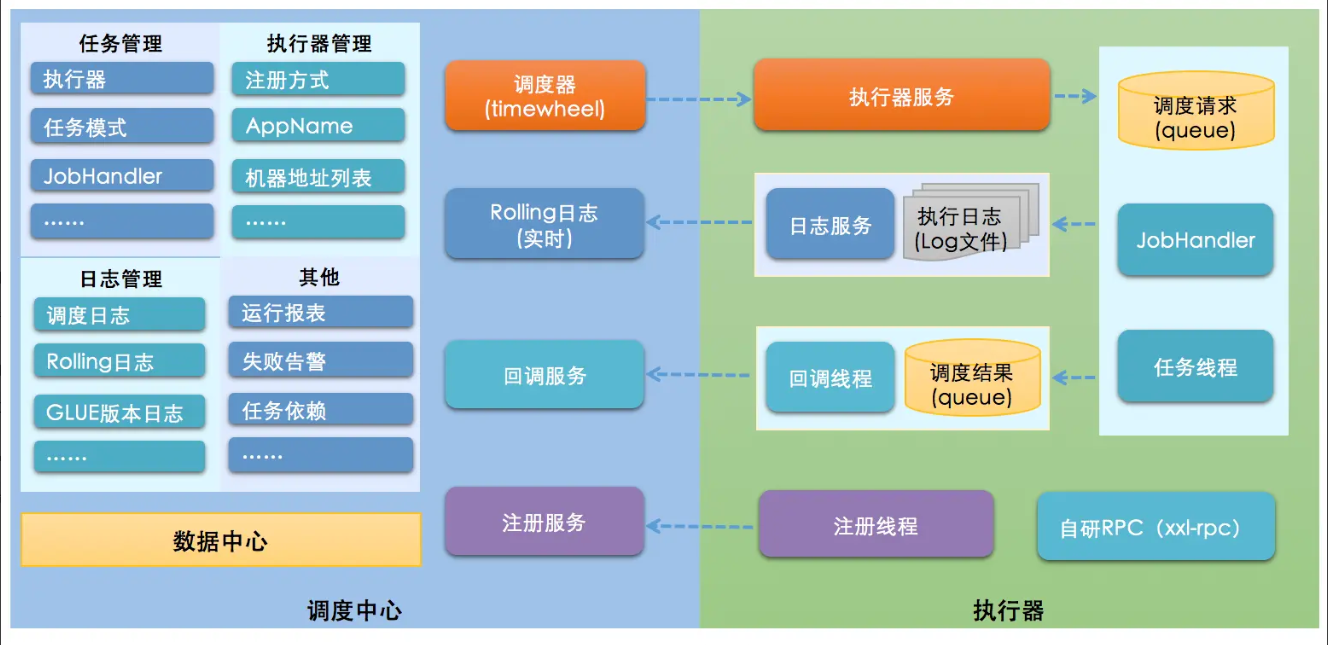 任务管理
执行器
任务模式
JobHandler
......
执行器管理
注册方式
AppName
机器地址列表
......
日志管理
调度日志
Rolling日志
GLUE版本日志
......
其他
运行报表
失败告警
任务依赖
......
数据中心
调度器
(timewheel)
Rolling日志
(实时)
回调服务
注册服务
调度中心
执行器服务
日志服务
执行日志
(Log文件)
回调线程
调度结果
(queue)
注册线程
调度请求
(queue)
JobHandler
任务线程
自研RPC（xxl-rpc）
执行器